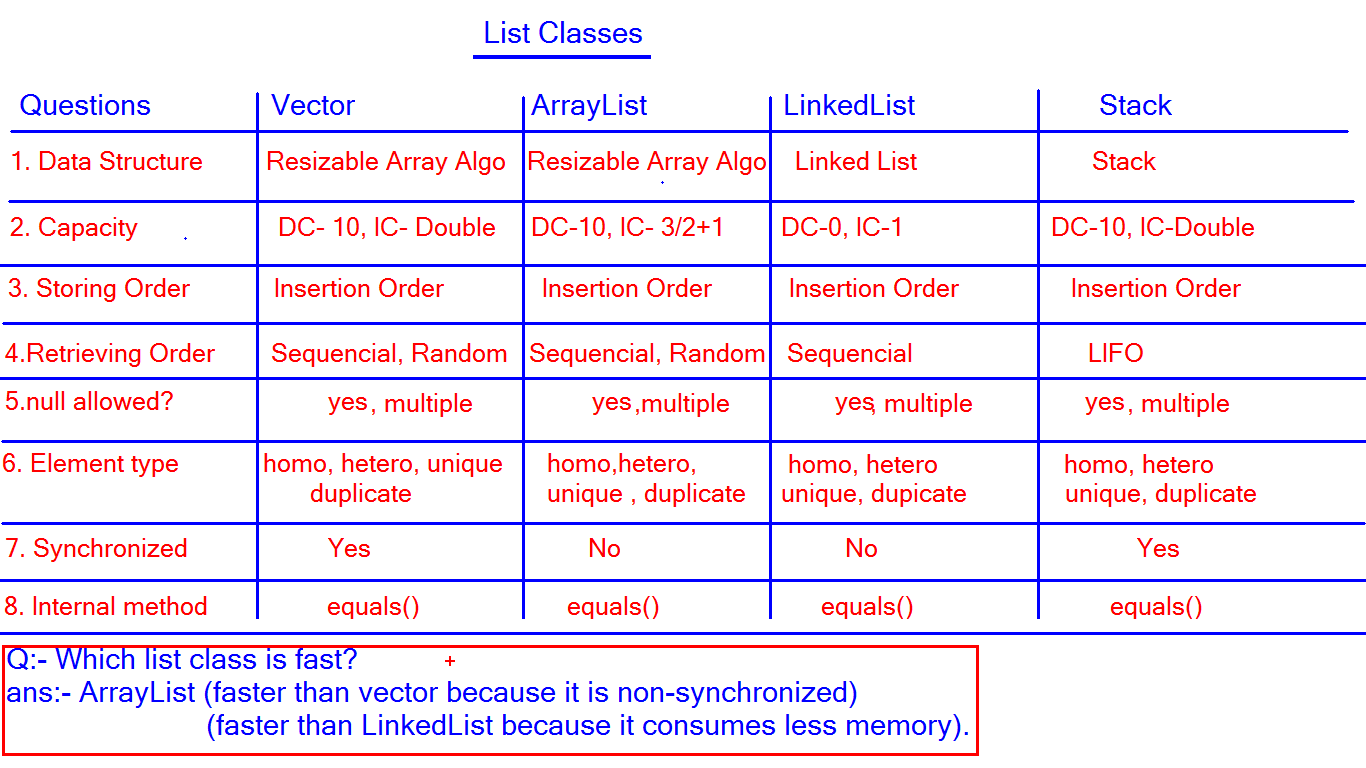 List Classes
Questions Vector ArrayList LinkedList Stack
1. Data Structure Resizable Array Algo Resizable Array Algo Linked List Stack
2. Capacity DC- 10, IC- Double DC-10, IC- 3/2+1 DC-0, IC-1 DC-10, IC-Double
3. Storing Order Insertion Order Insertion Order Insertion Order Insertion Order
4.Retrieving Order Sequencial, Random Sequencial, Random Sequencial LIFO
5.null allowed? yes, multiple yes,multiple yes, multiple yes, multiple
6. Element type homo, hetero, unique homo,hetero, homo, hetero homo, hetero
duplicate unique , duplicate unique, dupicate unique, duplicate
7. Synchronized Yes No No Yes
8. Internal method equals() equals() equals() equals()
Q:- Which list class is fast?
ans:- ArrayList (faster than vector because it is non-synchronized)
(faster than LinkedList because it consumes less memory).